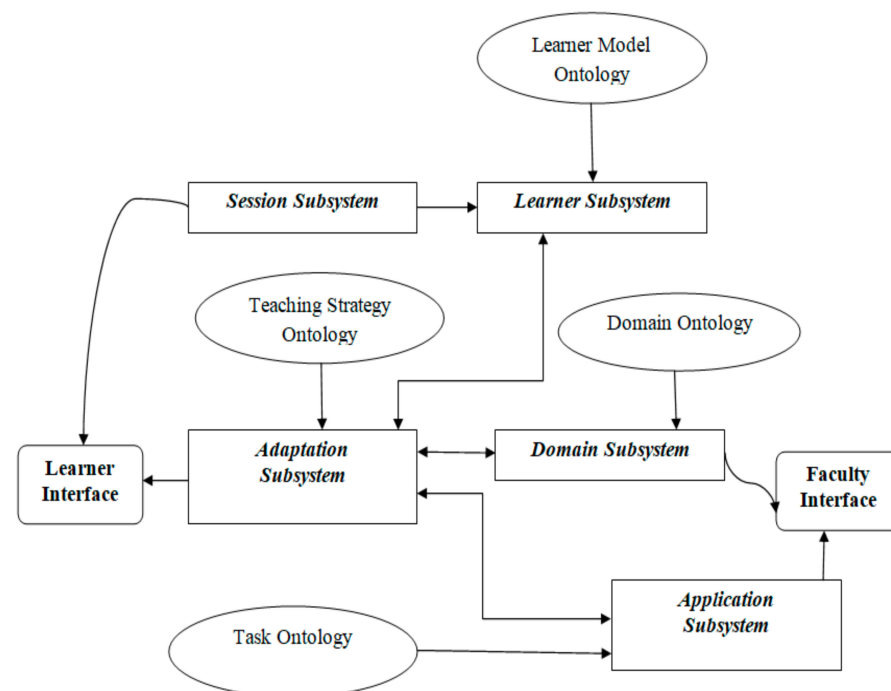 Learner Model
Ontology
Session Subsystem
Learner Subsystem
Teaching Strategy
Ontology
Domain Ontology
Adaptation
Subsystem
Domain Subsystem
Learner
Interface
Faculty
Interface
Application
Subsystem
Task Ontology